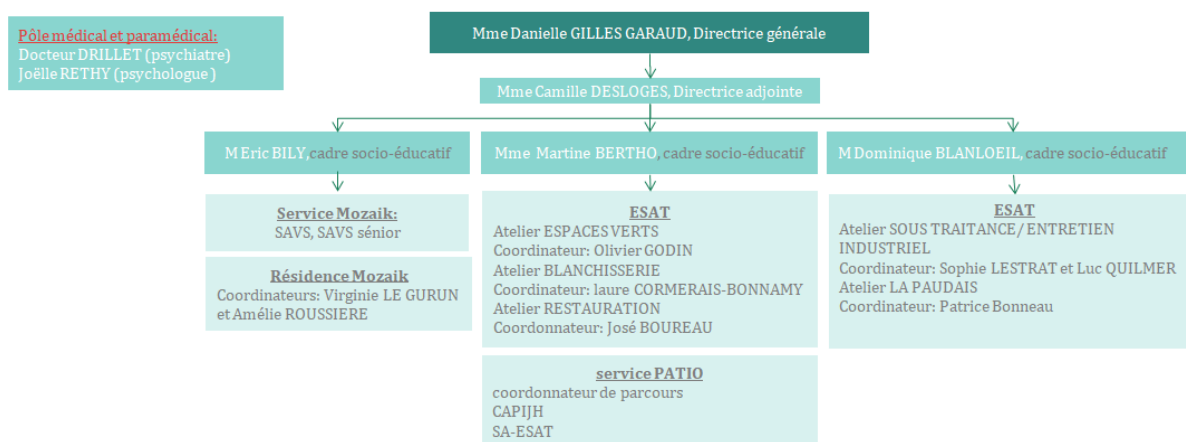 Pôle médical et paramédical:
Docteur DRILLET (psychiatre)
Joëlle RETHY (psychologue)
Mme Danielle GILLES GARAUD, Directrice générale
Mme Camille DESLOGES, Directrice adjointe
M Eric BILY, cadre socio-éducatif
Mme Martine BERTHO, cadre socio-éducatif
M Dominique BLANLOEIL, cadre socio-éducatif
Service Mozaik:
SAVS, SAVS sénior
Résidence Mozaik
Coordinateurs: Virginie LE GURUN
et Amélie ROUSSIERE
ESAT
Atelier ESPACES VERTS
Coordinateur: Olivier GODIN
Atelier BLANCHISSERIE
Coordinateur: laure CORMERAIS-BONNAMY
Atelier RESTAURATION
Coordonnateur: José BOUREAU
service PATIO
coordonnateur de parcours
CAPIJH
SA-ESAT
ESAT
Atelier SOUS TRAITANCE/ ENTRETIEN
INDUSTRIEL
Coordinateur: Sophie LESTRAT et Luc QUILMER
Atelier LA PAUDAIS
Coordinateur: Patrice Bonneau